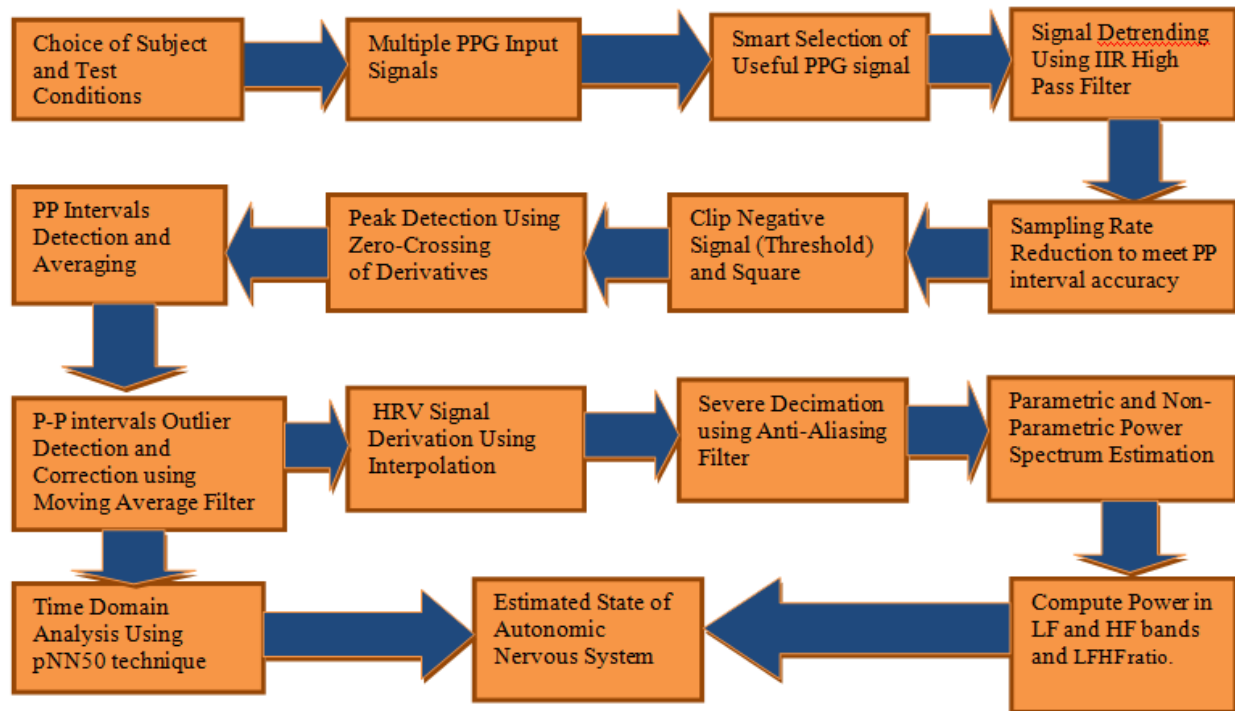 Choice of Subject
and Test
Conditions
Multiple PPG Input
Signals
Smart Selection of
Useful PPG signal
Signal Detrending
Using IIR High
Pass Filter
PP Intervals
Detection and
Averaging
Peak Detection Using
Zero-Crossing
of Derivatives
Clip Negative
Signal (Threshold)
and Square
Sampling Rate
Reduction to meet PP
interval accuracy
P-P intervals Outlier
Detection and
Correction using
Moving Average Filter
HRV Signal
Derivation Using
Interpolation
Severe Decimation
using Anti-Aliasing
Filter
Parametric and Non-
Parametric Power
Spectrum Estimation
Time Domain
Analysis Using
pNN50 technique
Estimated State of
Autonomic
Nervous System
Compute Power in
LF and HF bands
and LFHF ratio.